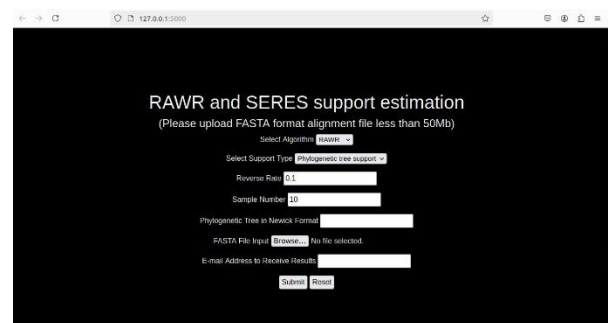 127.0.0.1:5000
RAWR and SERES support estimation
(Please upload FASTA format alignment file less than 50Mb)
Select Algorithm RAWR
Select Support Type Phylogenetic tree support
Reverse Rate 0.1
Sample Number 10
Phylogenetic Tree in Newick Format
FASTA File Input Browse... No file selected.
E-mail Address to Receive Results
Submit Reset